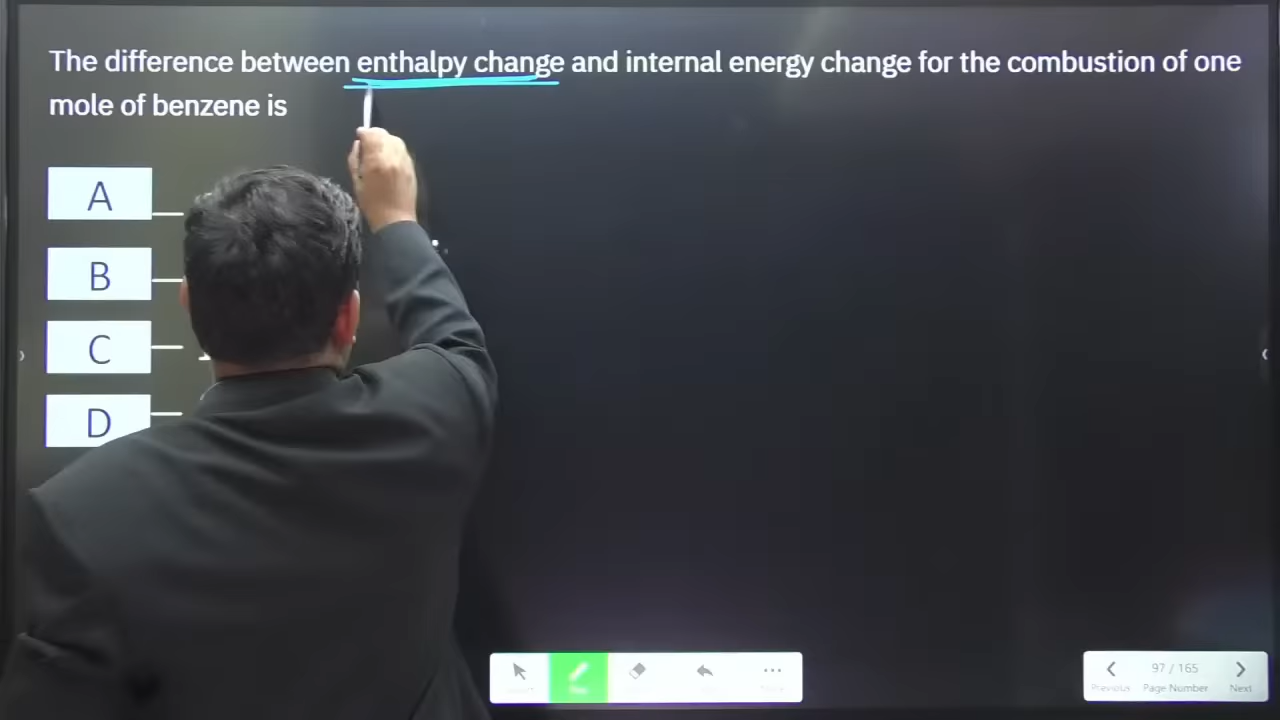 The difference between enthalpy change and internal energy change for the combustion of one
mole of benzene is
A
B
C
D
97 / 165
Previous Page Number Next